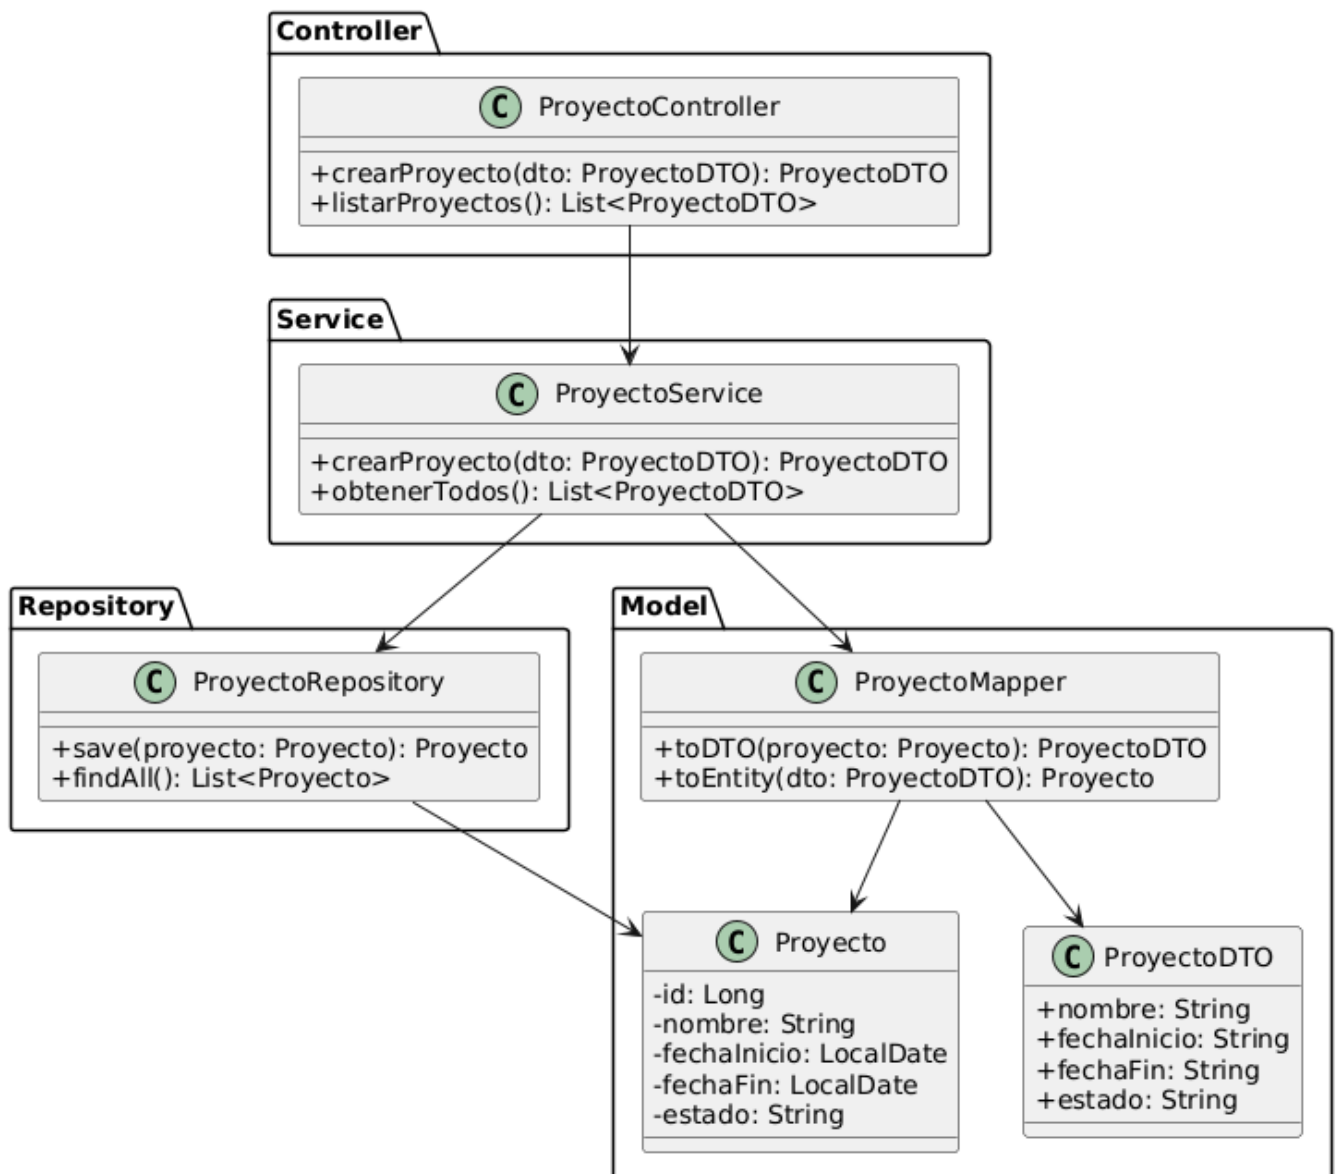 Controller
C ProyectoController
+crearProyecto(dto: ProyectoDTO): ProyectoDTO
+listarProyectos(): List<ProyectoDTO>
Service
C ProyectoService
+crearProyecto(dto: ProyectoDTO): ProyectoDTO
+obtenerTodos(): List<ProyectoDTO>
Repository
C ProyectoRepository
+save(proyecto: Proyecto): Proyecto
+findAll(): List<Proyecto>
Model
C ProyectoMapper
+toDTO(proyecto: Proyecto): ProyectoDTO
+toEntity(dto: ProyectoDTO): Proyecto
C Proyecto
-id: Long
-nombre: String
-fechaInicio: LocalDate
-fechaFin: LocalDate
-estado: String
C ProyectoDTO
+nombre: String
+fechaInicio: String
+fechaFin: String
+estado: String